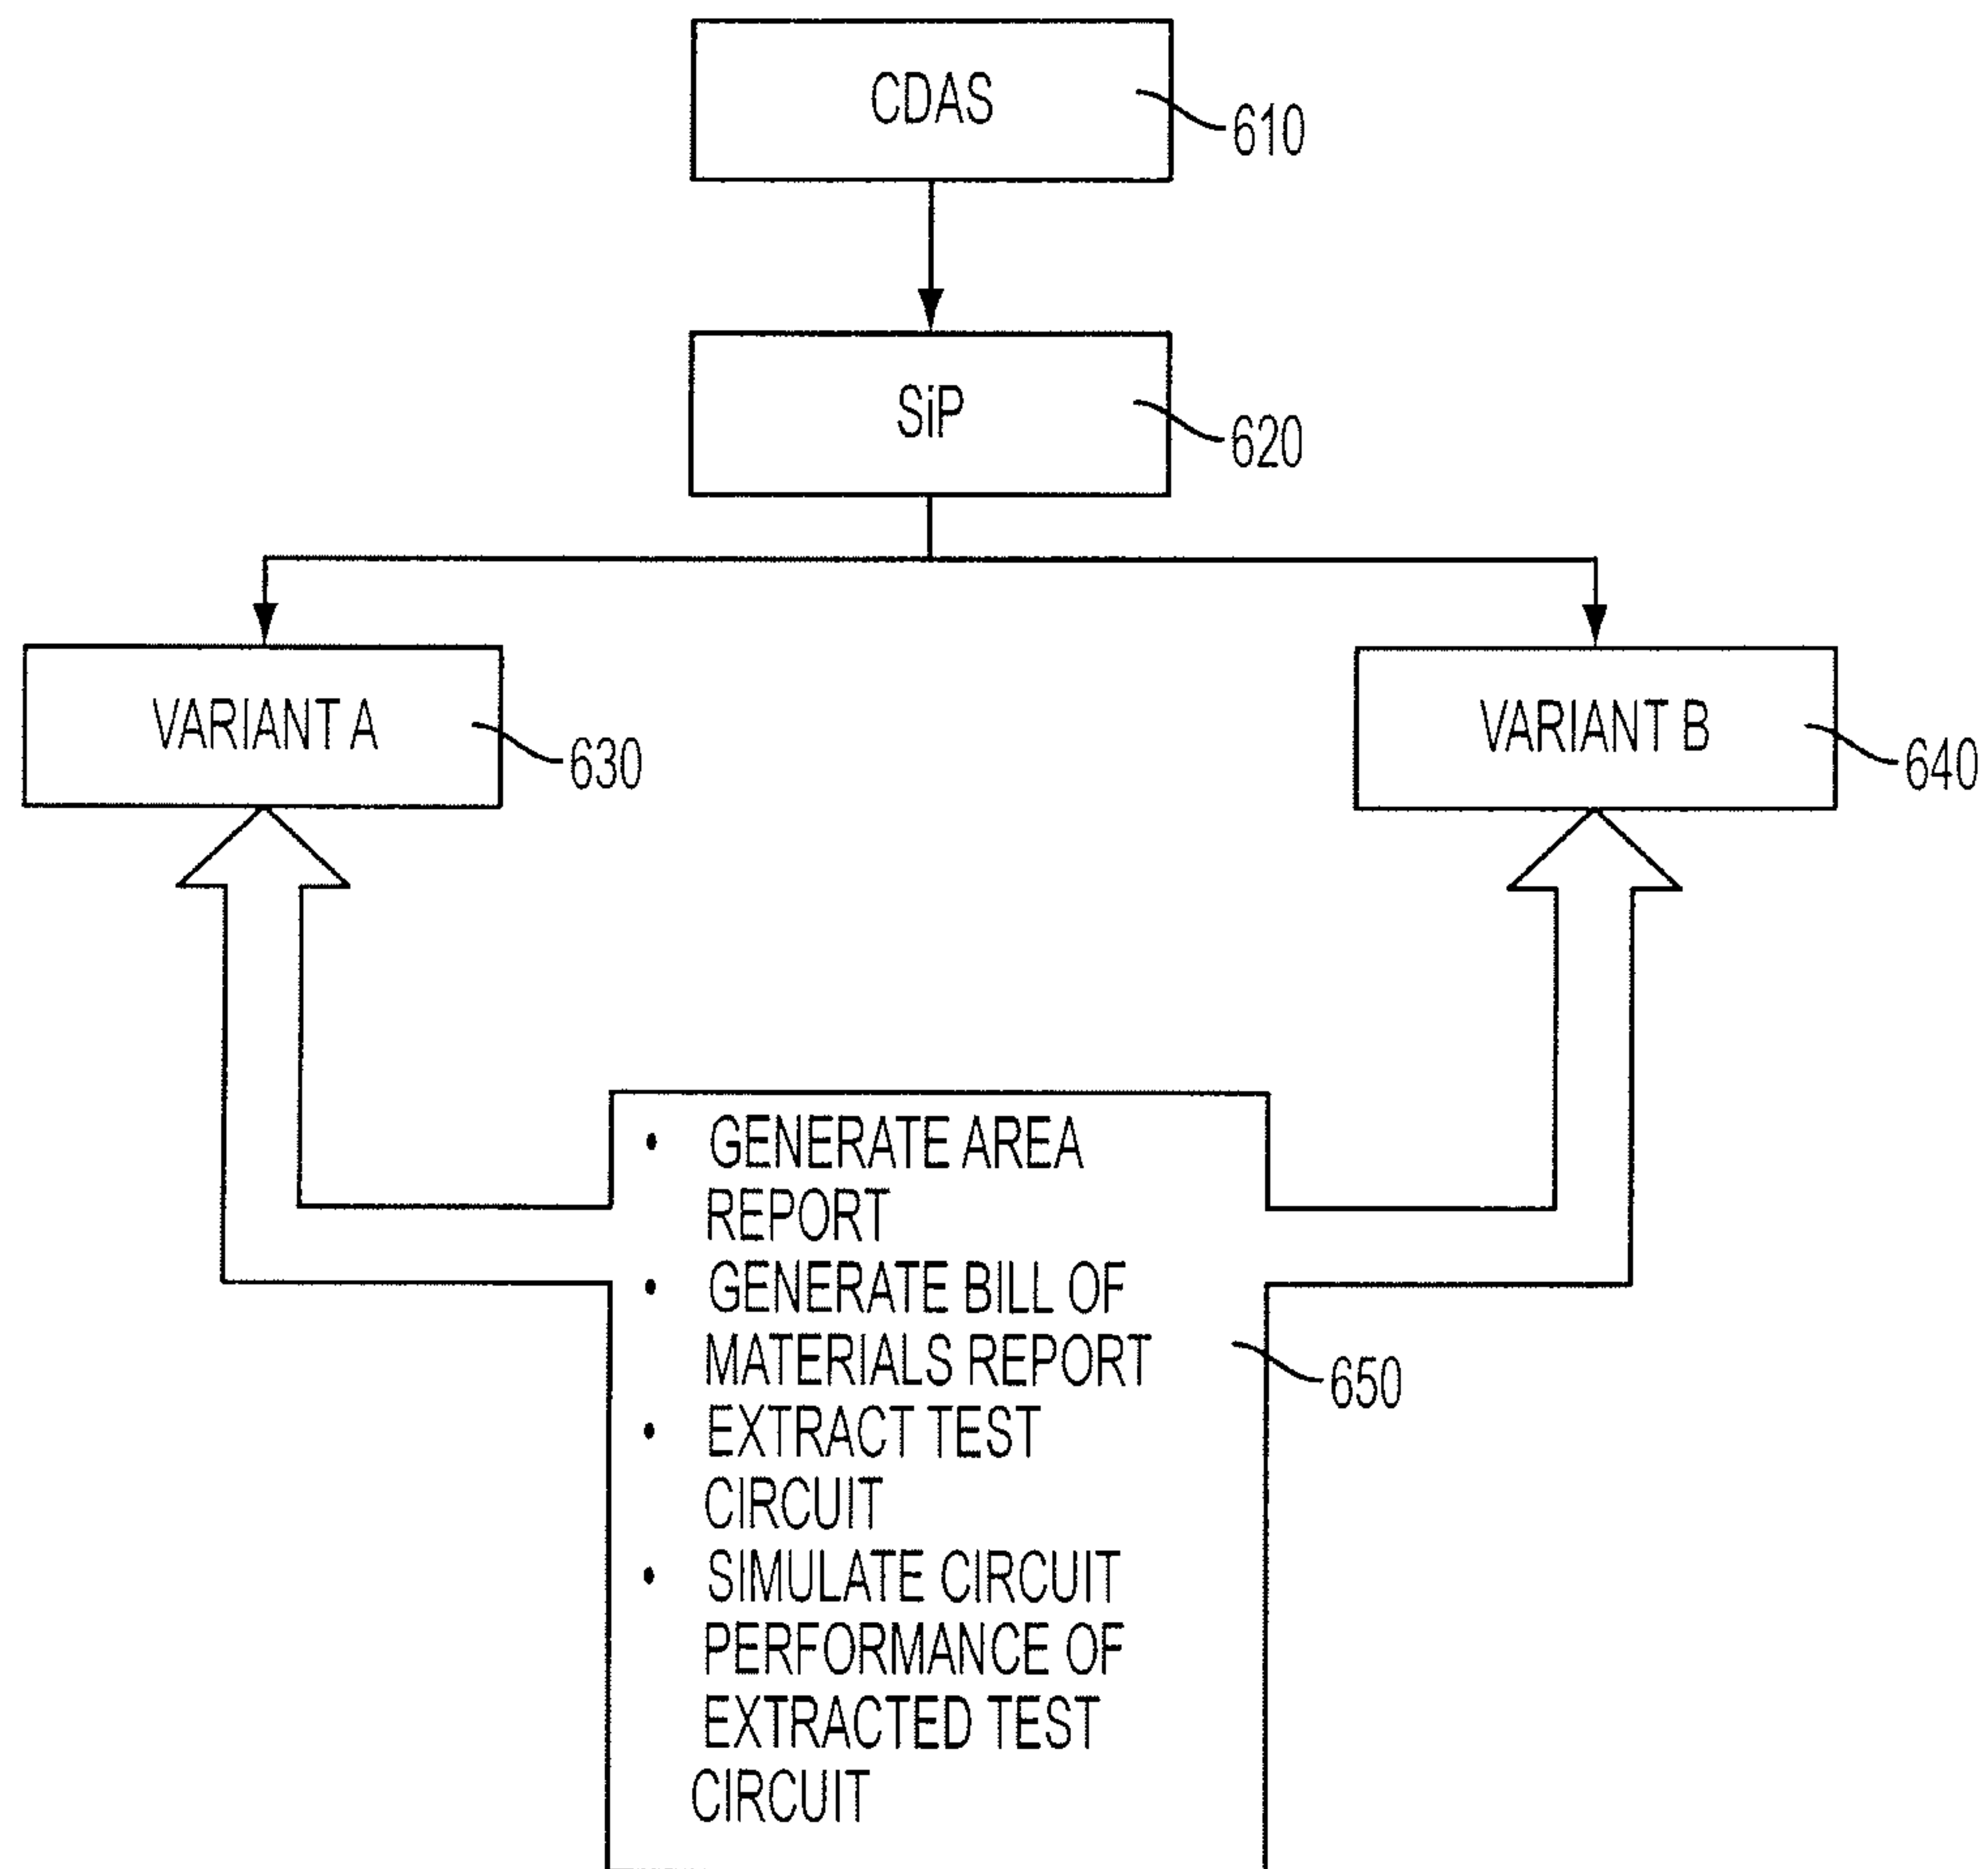 CDAS
610
SiP
620
VARIANT A
630
VARIANT B
640
• GENERATE AREA
REPORT
• GENERATE BILL OF
MATERIALS REPORT
650
• EXTRACT TEST
CIRCUIT
• SIMULATE CIRCUIT
PERFORMANCE OF
EXTRACTED TEST
CIRCUIT